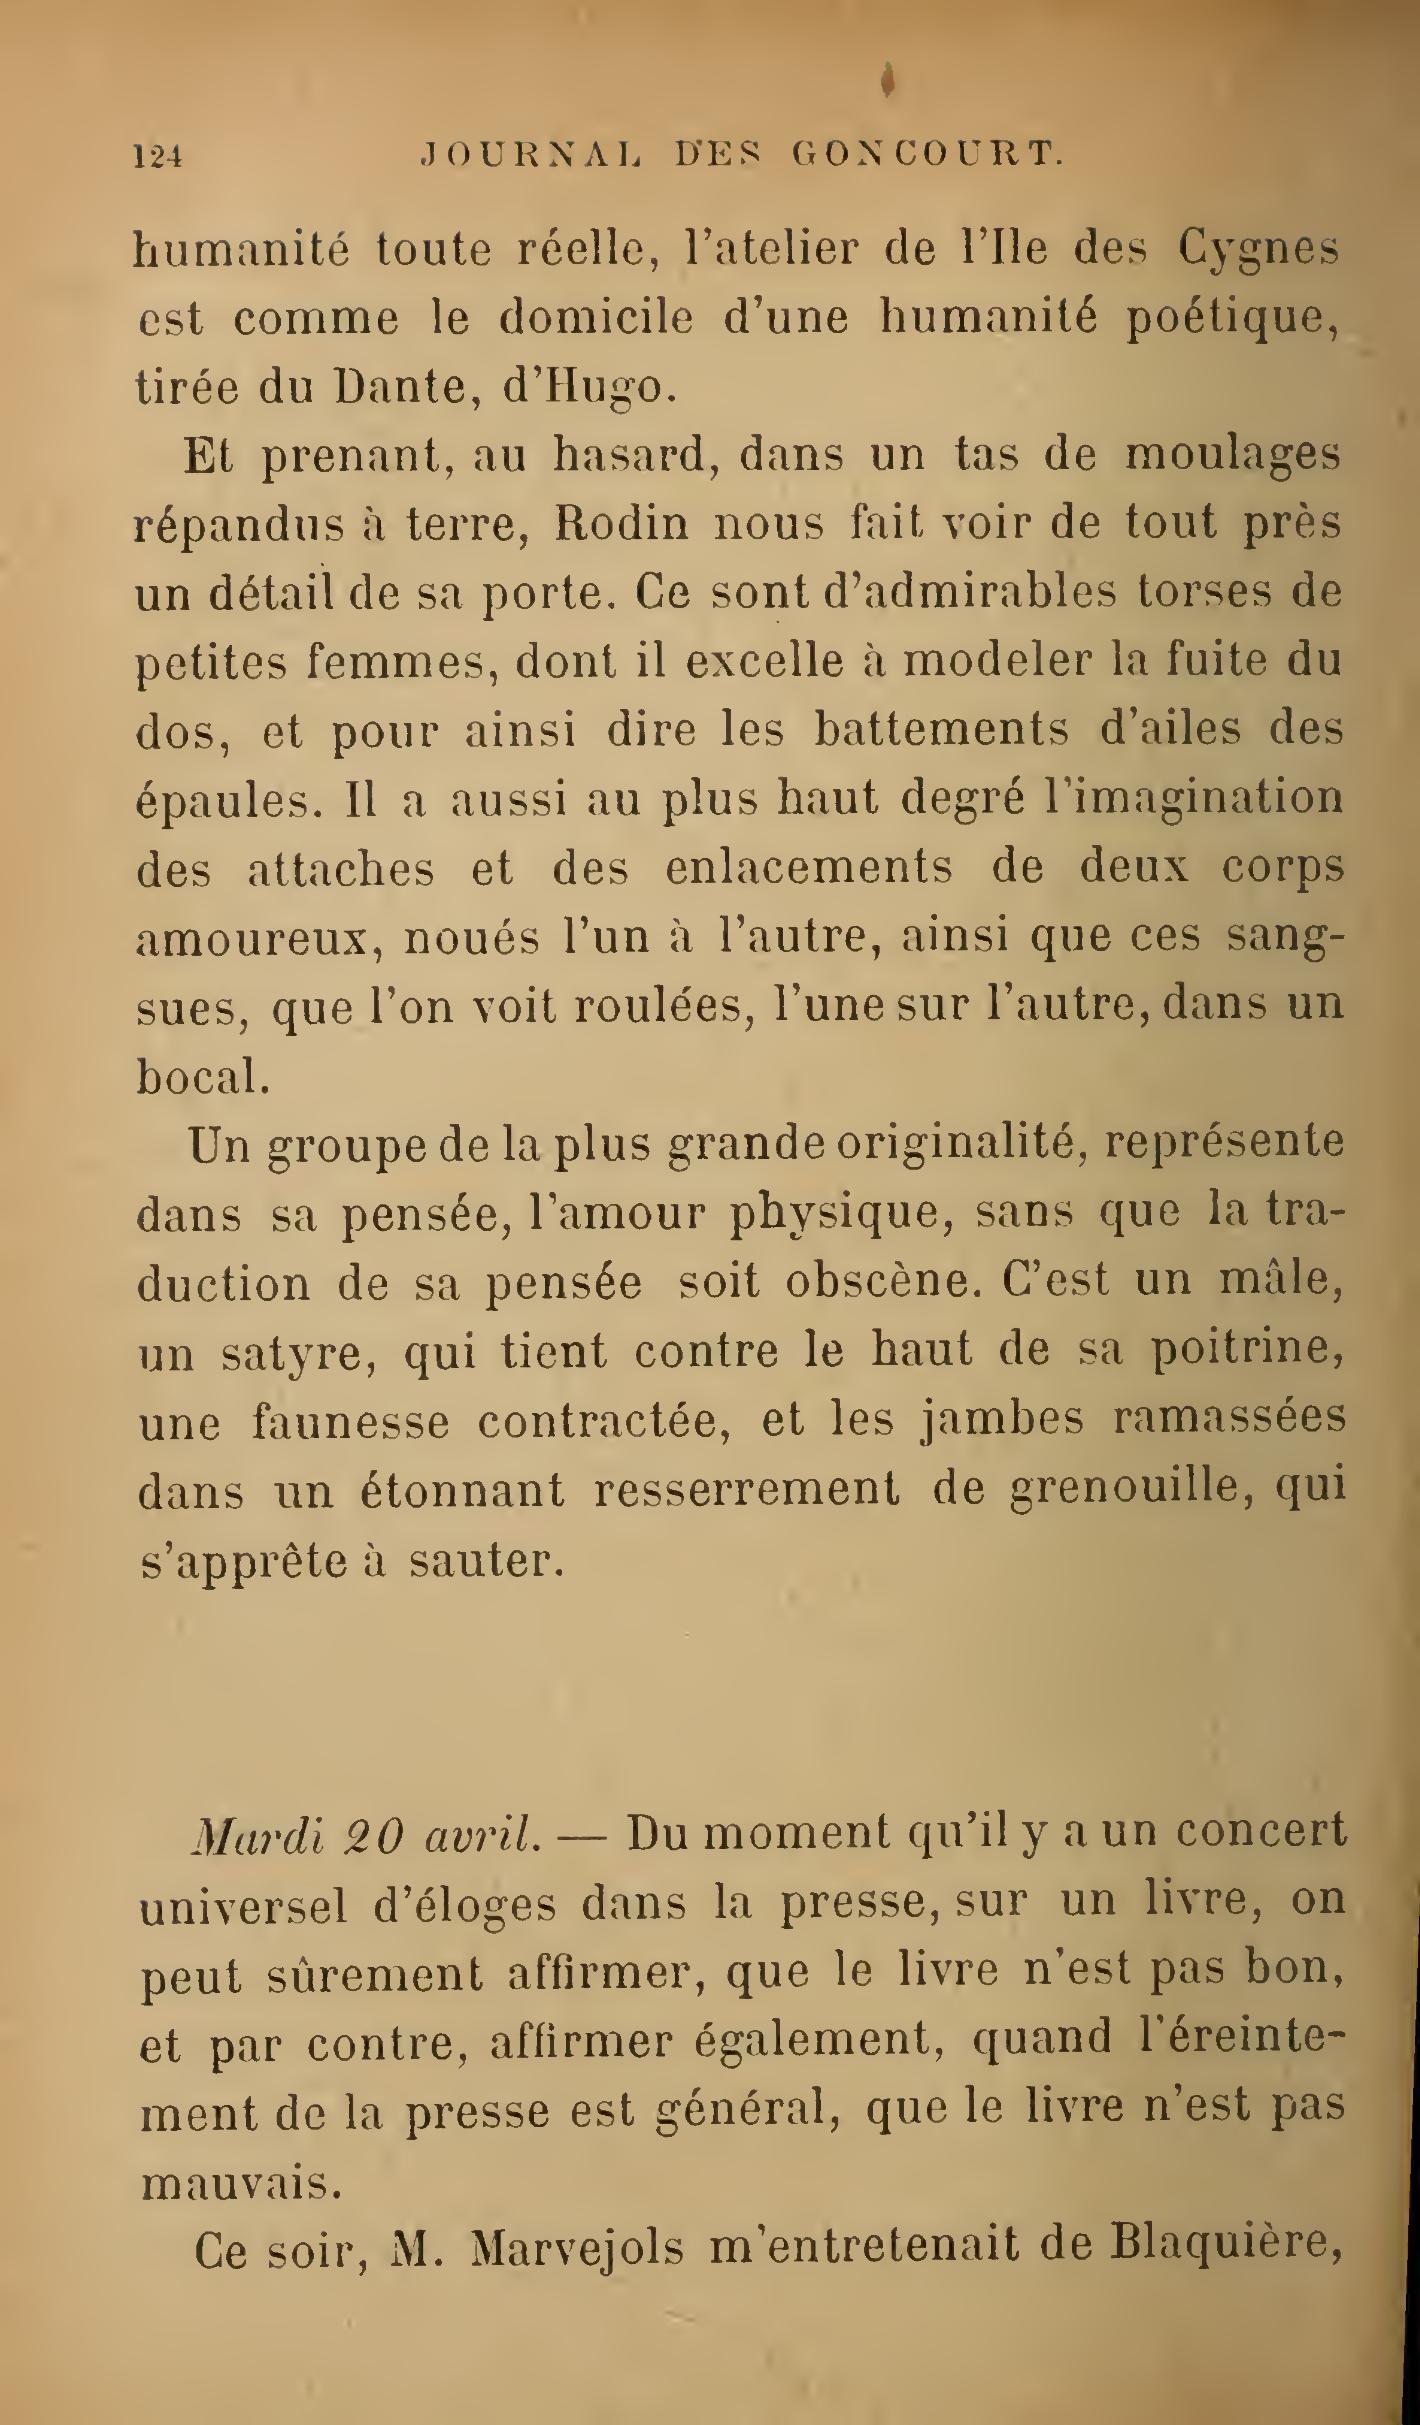 124 JOURNAL DES GONCOURT.
humanité toute réelle, l'atelier de l'Ile des Cygnes
est comme le domicile d'une humanité poétique,
tirée du Dante, d'Hugo.
Et prenant, au hasard, dans un tas de moulages
répandus à terre, Rodin nous fait voir de tout près
un détail de sa porte. Ce sont d'admirables torses de
petites femmes, dont il excelle à modeler la fuite du
dos, et pour ainsi dire les battements d'ailes des
épaules. Il a aussi au plus haut degré l'imagination
des attaches et des enlacements de deux corps
amoureux, noués l'un à l'autre, ainsi que ces sang-
sues, que l'on voit roulées, l'une sur l'autre, dans un
bocal.
Un groupe de la plus grande originalité, représente
dans sa pensée, l'amour physique, sans que la tra-
duction de sa pensée soit obscène. C'est un mâle,
un satyre, qui tient contre le haut de sa poitrine,
une faunesse contractée, et les jambes ramassées
dans un étonnant resserrement de grenouille, qui
s'apprête à sauter.
Mardi 20 avril. — Du moment qu'il y a un concert
universel d'éloges dans la presse, sur un livre, on
peut sûrement affirmer, que le livre n'est pas bon,
et par contre, affirmer également, quand l'éreinte-
ment de la presse est général, que le livre n'est pas
mauvais.
Ce soir, M. Marvejols m'entretenait de Blaquière,